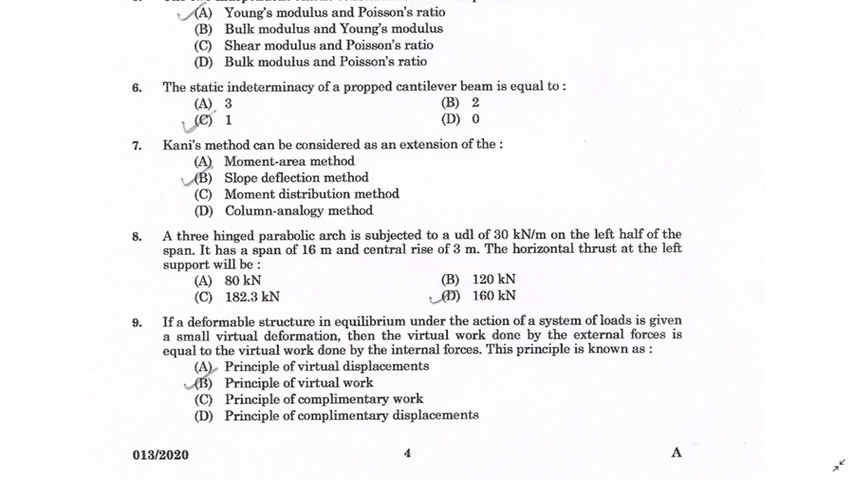 (A) Young's modulus and Poisson's ratio
(B) Bulk modulus and Young's modulus
(C) Shear modulus and Poisson's ratio
(D) Bulk modulus and Poisson's ratio
6. The static indeterminacy of a propped cantilever beam is equal to :
(A) 3 (B) 2
(C) 1 (D) 0
7. Kani's method can be considered as an extension of the :
(A) Moment-area method
(B) Slope deflection method
(C) Moment distribution method
(D) Column-analogy method
8. A three hinged parabolic arch is subjected to a udl of 30 kN/m on the left half of the
span. It has a span of 16 m and central rise of 3 m. The horizontal thrust at the left
support will be :
(A) 80 kN (B) 120 kN
(C) 182.3 kN (D) 160 kN
9. If a deformable structure in equilibrium under the action of a system of loads is given
a small virtual deformation, then the virtual work done by the external forces is
equal to the virtual work done by the internal forces. This principle is known as :
(A) Principle of virtual displacements
(B) Principle of virtual work
(C) Principle of complimentary work
(D) Principle of complimentary displacements
013/2020 4 A